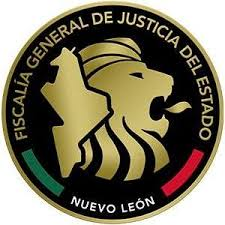 FISCALÍA GENERAL DE JUSTICIA DEL ESTADO
NUEVO LEÓN